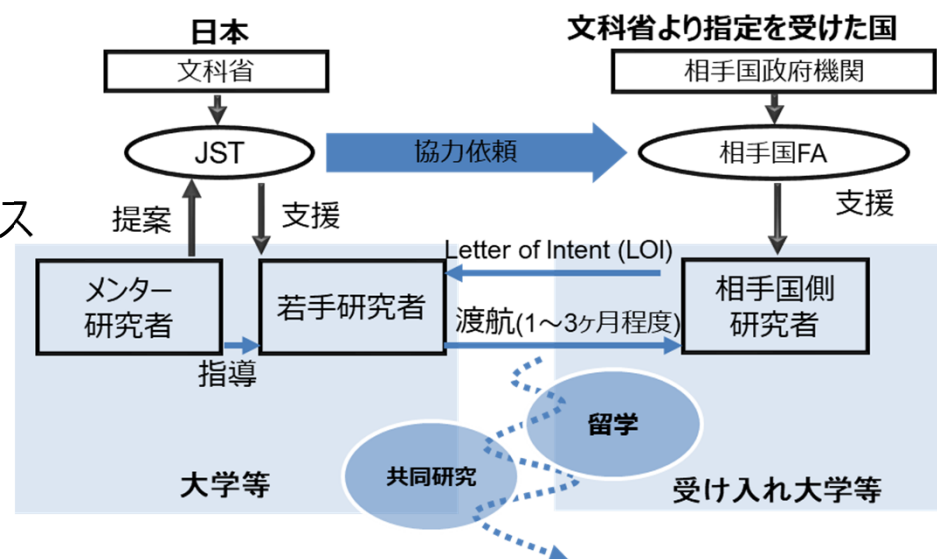 日本
文科省より指定を受けた国
文科省
相手国政府機関
JST
協力依頼
相手国FA
ス
提案
支援
支援
Letter of Intent (LOI)
メンター
研究者
若手研究者
相手国側
研究者
渡航(1～3ヶ月程度)
指導
留学
共同研究
大学等
受け入れ大学等